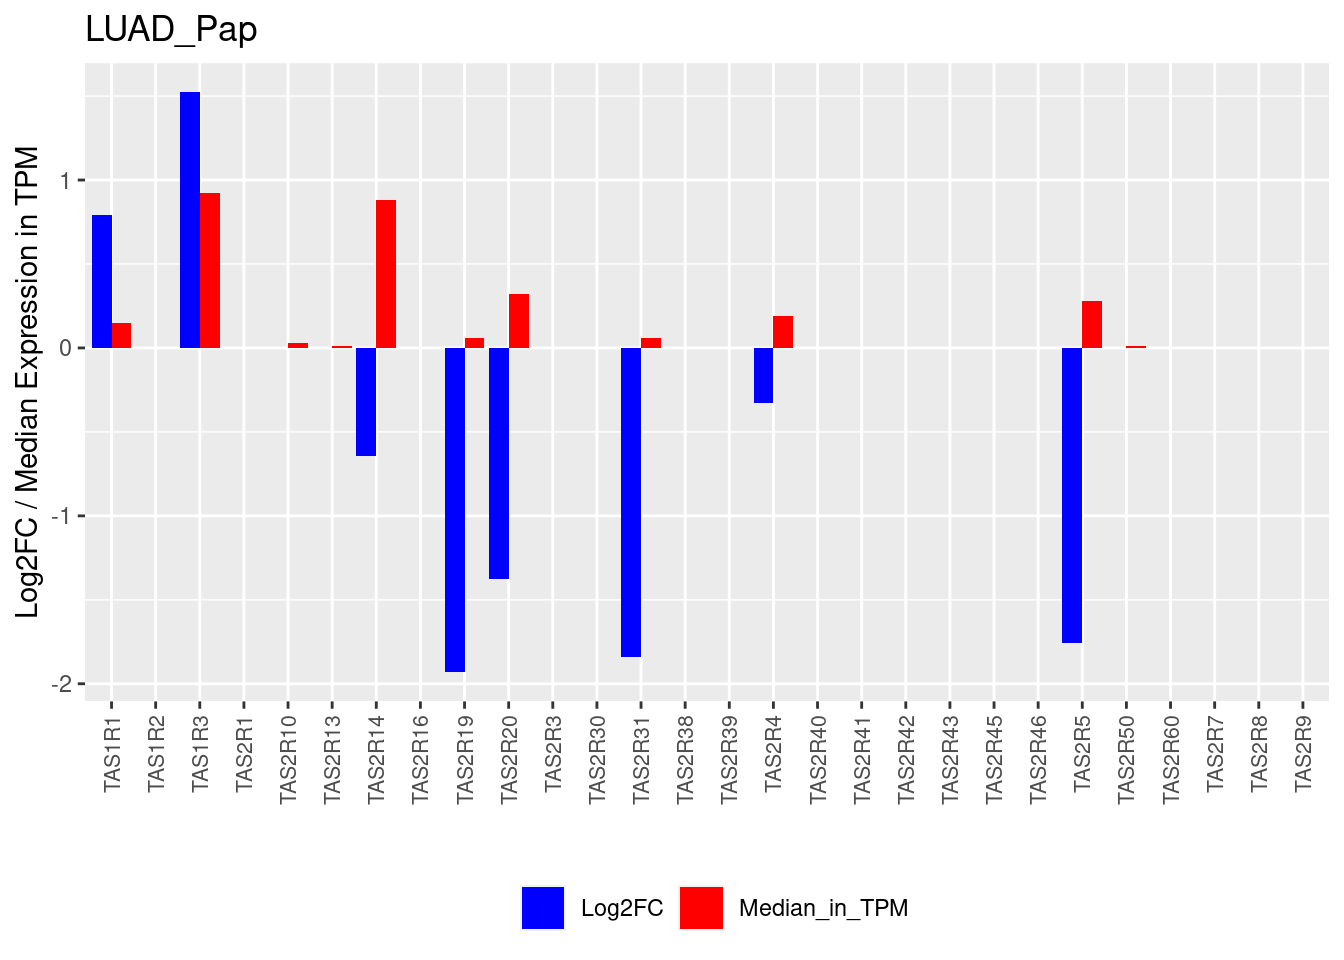 LUAD_Pap
Log2FC / Median Expression in TPM
1
0
-1
-2
TAS1R1
TAS1R2
TAS1R3
TAS2R1
TAS2R10
TAS2R13
TAS2R14
TAS2R16
TAS2R19
TAS2R20
TAS2R3
TAS2R30
TAS2R31
TAS2R38
TAS2R39
TAS2R4
TAS2R40
TAS2R41
TAS2R42
TAS2R43
TAS2R45
TAS2R46
TAS2R5
TAS2R50
TAS2R60
TAS2R7
TAS2R8
TAS2R9
Log2FC
Median_in_TPM